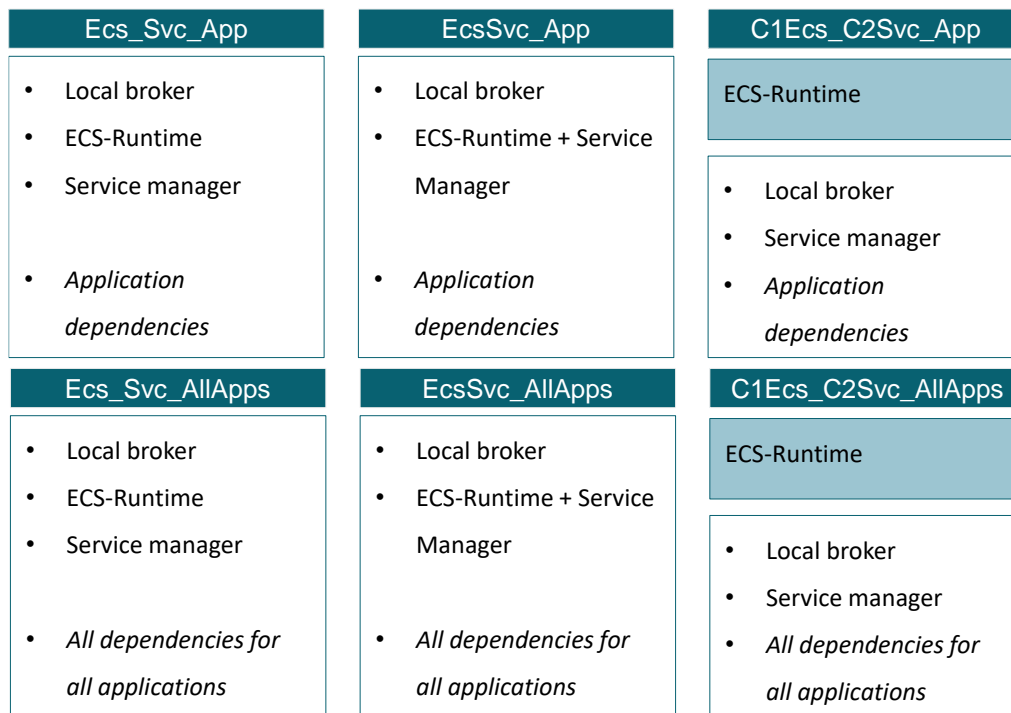 Ecs_Svc_App
• Local broker
• ECS-Runtime
• Service manager
• Application
dependencies
EcsSvc_App
• Local broker
• ECS-Runtime + Service
Manager
• Application
dependencies
C1Ecs_C2Svc_App
ECS-Runtime
• Local broker
• Service manager
• Application
dependencies
Ecs_Svc_AllApps
• Local broker
• ECS-Runtime
• Service manager
• All dependencies for
all applications
EcsSvc_AllApps
• Local broker
• ECS-Runtime + Service
Manager
• All dependencies for
all applications
C1Ecs_C2Svc_AllApps
ECS-Runtime
• Local broker
• Service manager
• All dependencies for
all applications